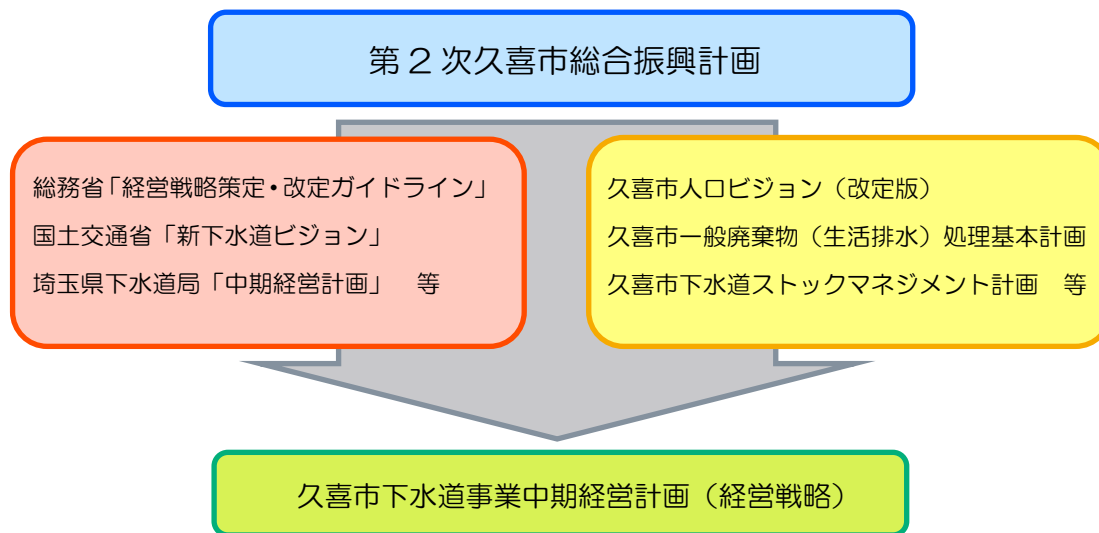 第2次久喜市総合振興計画
総務省「経営戦略策定・改定ガイドライン」
国土交通省「新下水道ビジョン」
埼玉県下水道局「中期経営計画」　等
久喜市人口ビジョン（改定版）
久喜市一般廃棄物（生活排水）処理基本計画
久喜市下水道ストックマネジメント計画　等
久喜市下水道事業中期経営計画（経営戦略）